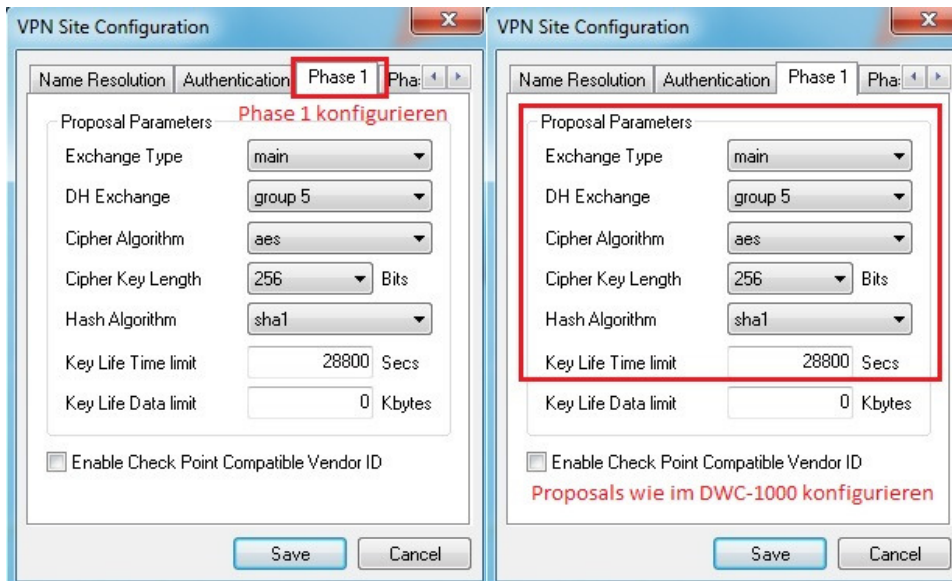 VPN Site Configuration
Name Resolution Authentication Phase 1 Pha
Phase 1 konfigurieren
Proposal Parameters
Exchange Type main
DH Exchange group 5
Cipher Algorithm aes
Cipher Key Length 256 Bits
Hash Algorithm sha1
Key Life Time limit 28800 Secs
Key Life Data limit 0 Kbytes
Enable Check Point Compatible Vendor ID
Save Cancel
VPN Site Configuration
Name Resolution Authentication Phase 1 Pha
Proposal Parameters
Exchange Type main
DH Exchange group 5
Cipher Algorithm aes
Cipher Key Length 256 Bits
Hash Algorithm sha1
Key Life Time limit 28800 Secs
Key Life Data limit 0 Kbytes
Enable Check Point Compatible Vendor ID
Proposals wie im DWC-1000 konfigurieren
Save Cancel